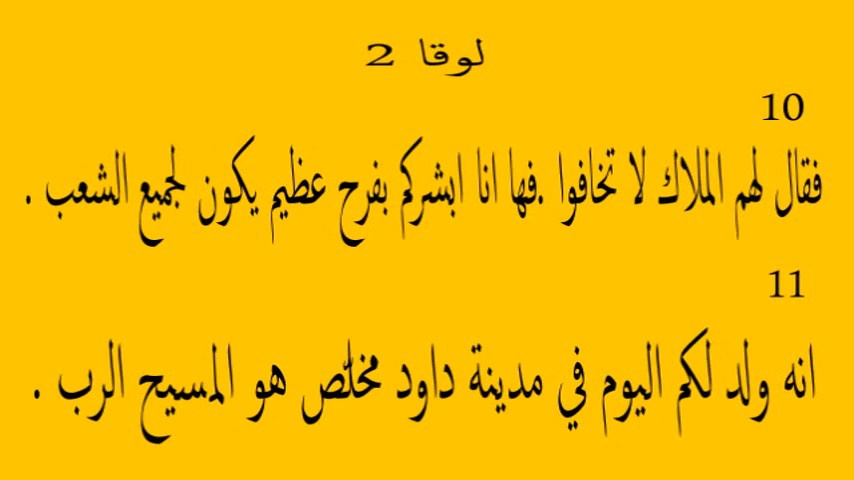 لوقا 2
10
فقال لهم الملاك لا تخافوا .فها انا ابشركم بفرح عظيم يكون لجميع الشعب .
11
انه ولد لكم اليوم في مدينة داود مخلّص هو المسيح الرب .